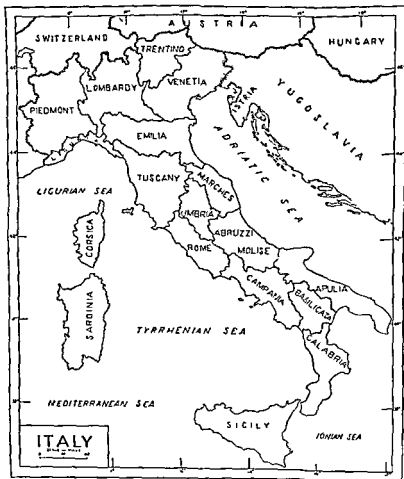 AUSTRIA
SWITZERLAND
HUNGARY
TRENTINO
LOMBARDY
VENETIA
PIEDMONT
ISTRIA
YUGOSLAVIA
EMILIA
ADRIATIC SEA
LIGURIAN SEA
TUSCANY
MARCHES
UMBRIA
CORSICA
ROME
ABRUZZI
MOLISE
CAMPANIA
APULIA
BASILICATA
SARDINIA
TYRRHENIAN SEA
CALABRIA
MEDITERRANEAN SEA
SICILY
IONIAN SEA
ITALY